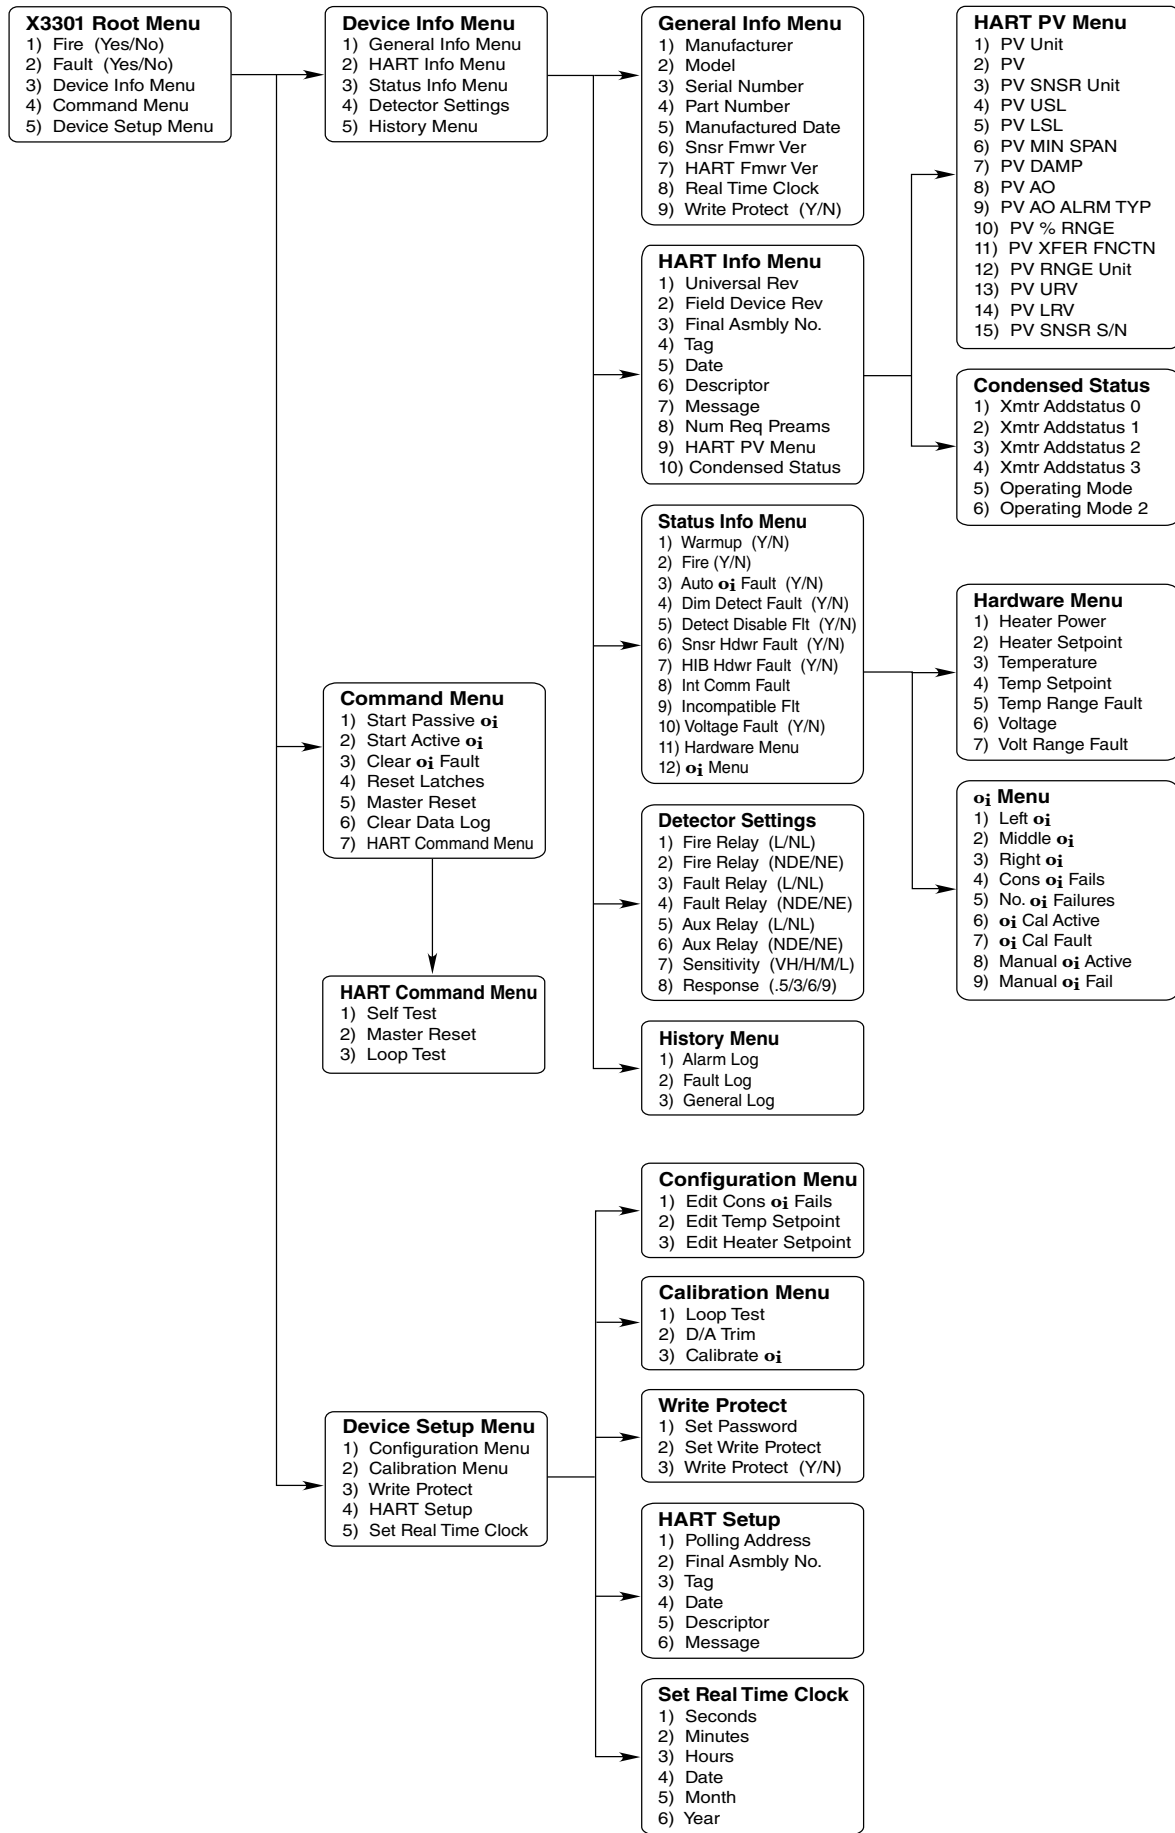 X3301 Root Menu
1) Fire (Yes/No)
2) Fault (Yes/No)
3) Device Info Menu
4) Command Menu
5) Device Setup Menu
Device Info Menu
1) General Info Menu
2) HART Info Menu
3) Status Info Menu
4) Detector Settings
5) History Menu
General Info Menu
1) Manufacturer
2) Model
3) Serial Number
4) Part Number
5) Manufactured Date
6) Snsr Fmwr Ver
7) HART Fmwr Ver
8) Real Time Clock
9) Write Protect (Y/N)
HART PV Menu
1) PV Unit
2) PV
3) PV SNSR Unit
4) PV USL
5) PV LSL
6) PV MIN SPAN
7) PV DAMP
8) PV AO
9) PV AO ALRM TYP
10) PV % RNGE
11) PV XFER FNCTN
12) PV RNGE Unit
13) PV URV
14) PV LRV
15) PV SNSR S/N
HART Info Menu
1) Universal Rev
2) Field Device Rev
3) Final Asmbly No.
4) Tag
5) Date
6) Descriptor
7) Message
8) Num Req Preams
9) HART PV Menu
10) Condensed Status
Condensed Status
1) Xmtr Addstatus 0
2) Xmtr Addstatus 1
3) Xmtr Addstatus 2
4) Xmtr Addstatus 3
5) Operating Mode
6) Operating Mode 2
Status Info Menu
1) Warmup (Y/N)
2) Fire (Y/N)
3) Auto oi Fault (Y/N)
4) Dim Detect Fault (Y/N)
5) Detect Disable Flt (Y/N)
6) Snsr Hdwr Fault (Y/N)
7) HIB Hdwr Fault (Y/N)
8) Int Comm Fault
9) Incompatible Flt
10) Voltage Fault (Y/N)
11) Hardware Menu
12) oi Menu
Hardware Menu
1) Heater Power
2) Heater Setpoint
3) Temperature
4) Temp Setpoint
5) Temp Range Fault
6) Voltage
7) Volt Range Fault
Command Menu
1) Start Passive oi
2) Start Active oi
3) Clear oi Fault
4) Reset Latches
5) Master Reset
6) Clear Data Log
7) HART Command Menu
oi Menu
1) Left oi
2) Middle oi
3) Right oi
4) Cons oi Fails
5) No. oi Failures
6) oi Cal Active
7) oi Cal Fault
8) Manual oi Active
9) Manual oi Fail
Detector Settings
1) Fire Relay (L/NL)
2) Fire Relay (NDE/NE)
3) Fault Relay (L/NL)
4) Fault Relay (NDE/NE)
5) Aux Relay (L/NL)
6) Aux Relay (NDE/NE)
7) Sensitivity (VH/H/M/L)
8) Response (.5/3/6/9)
HART Command Menu
1) Self Test
2) Master Reset
3) Loop Test
History Menu
1) Alarm Log
2) Fault Log
3) General Log
Configuration Menu
1) Edit Cons oi Fails
2) Edit Temp Setpoint
3) Edit Heater Setpoint
Calibration Menu
1) Loop Test
2) D/A Trim
3) Calibrate oi
Device Setup Menu
1) Configuration Menu
2) Calibration Menu
3) Write Protect
4) HART Setup
5) Set Real Time Clock
Write Protect
1) Set Password
2) Set Write Protect
3) Write Protect (Y/N)
HART Setup
1) Polling Address
2) Final Asmbly No.
3) Tag
4) Date
5) Descriptor
6) Message
Set Real Time Clock
1) Seconds
2) Minutes
3) Hours
4) Date
5) Month
6) Year